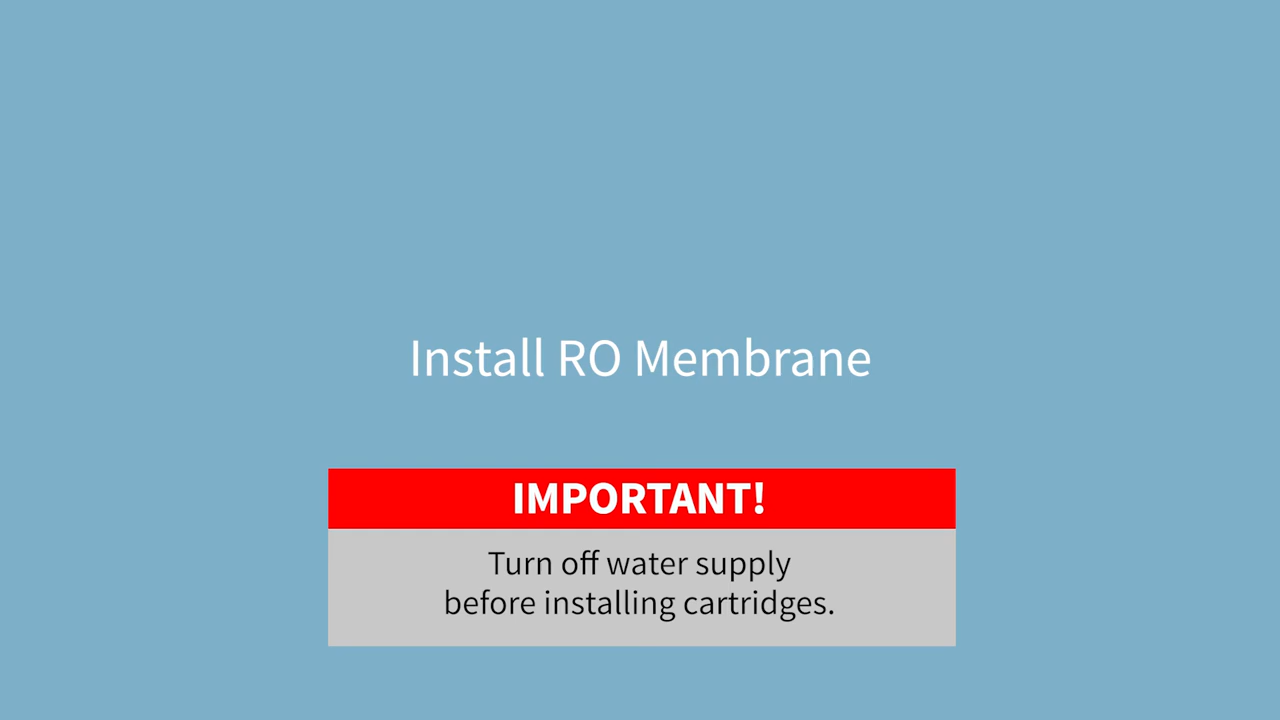 Install RO Membrane
IMPORTANT!
Turn off water supply
before installing cartridges.